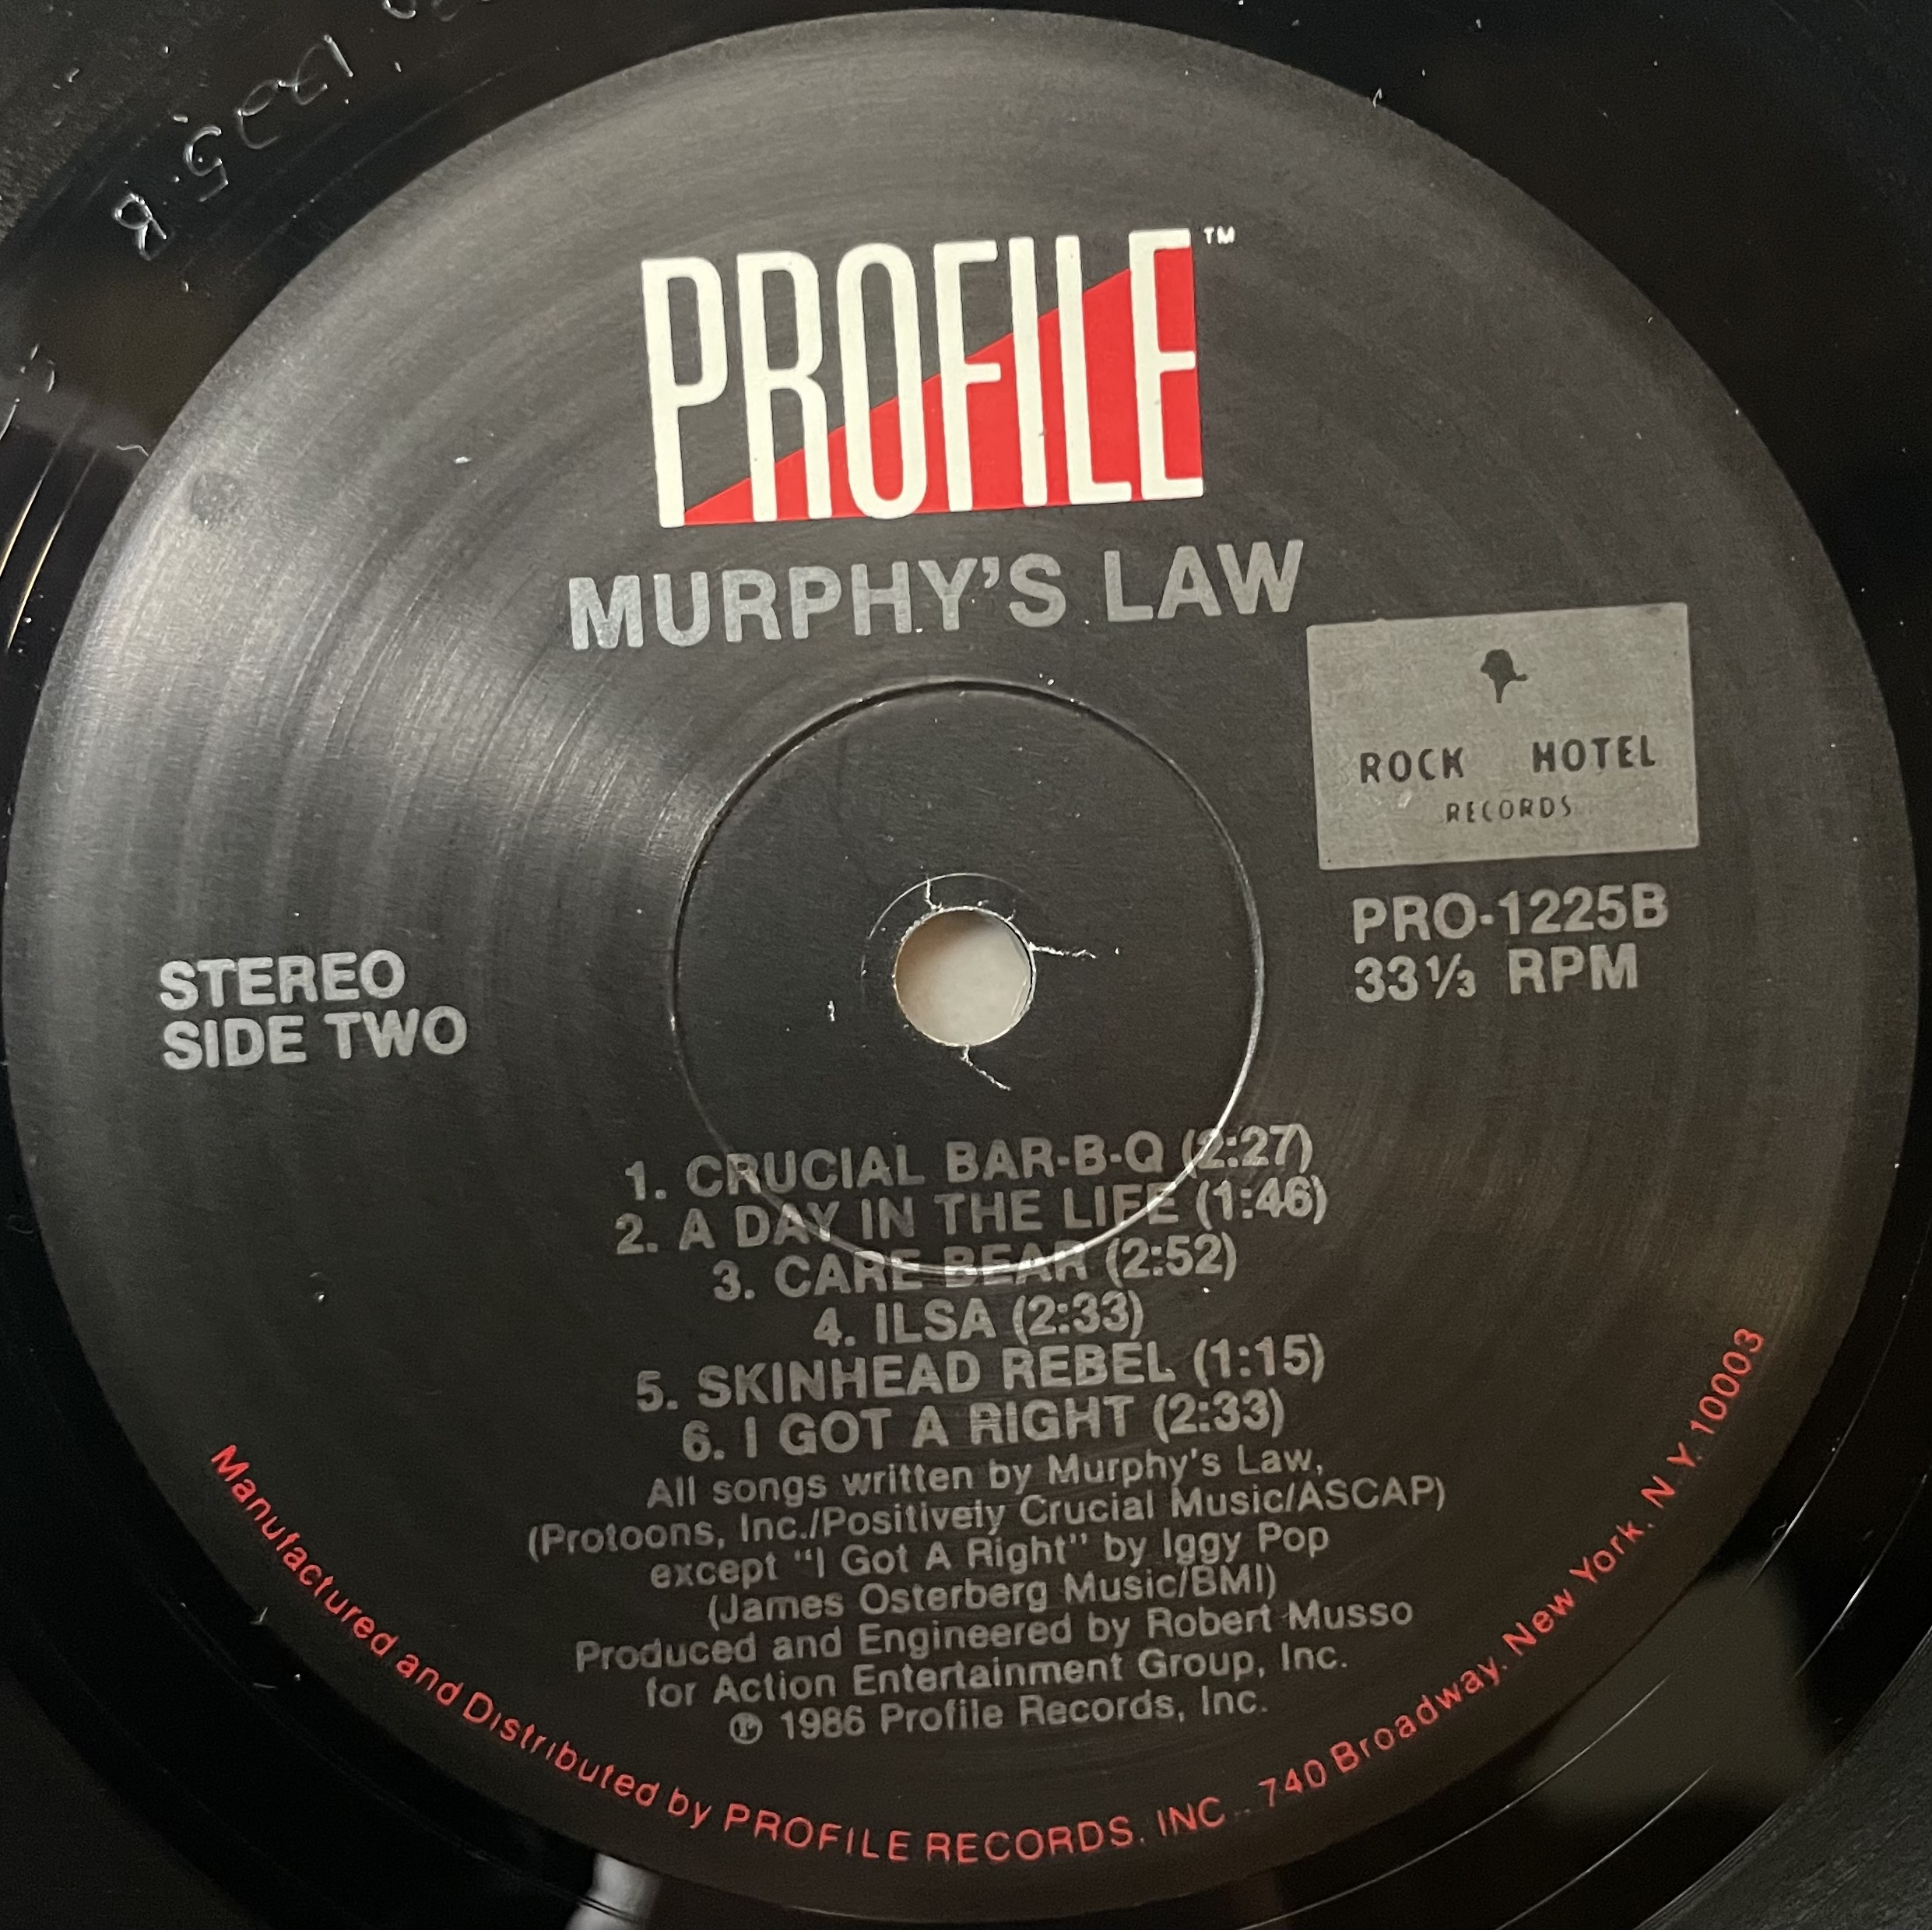 1225·B
PROFILE™
MURPHY'S LAW
ROCK HOTEL
RECORDS
PRO-1225B
33⅓ RPM
STEREO
SIDE TWO
1. CRUCIAL BAR-B-Q (2:27)
2. A DAY IN THE LIFE (1:46)
3. CARE BEAR (2:52)
4. ILSA (2:33)
5. SKINHEAD REBEL (1:15)
6. I GOT A RIGHT (2:33)
All songs written by Murphy's Law,
(Protoons, Inc./Positively Crucial Music/ASCAP)
except "I Got A Right" by Iggy Pop
(James Osterberg Music/BMI)
Produced and Engineered by Robert Musso
for Action Entertainment Group, Inc.
℗ 1986 Profile Records, Inc.
Manufactured and Distributed by PROFILE RECORDS, INC., 740 Broadway, New York, N.Y. 10003